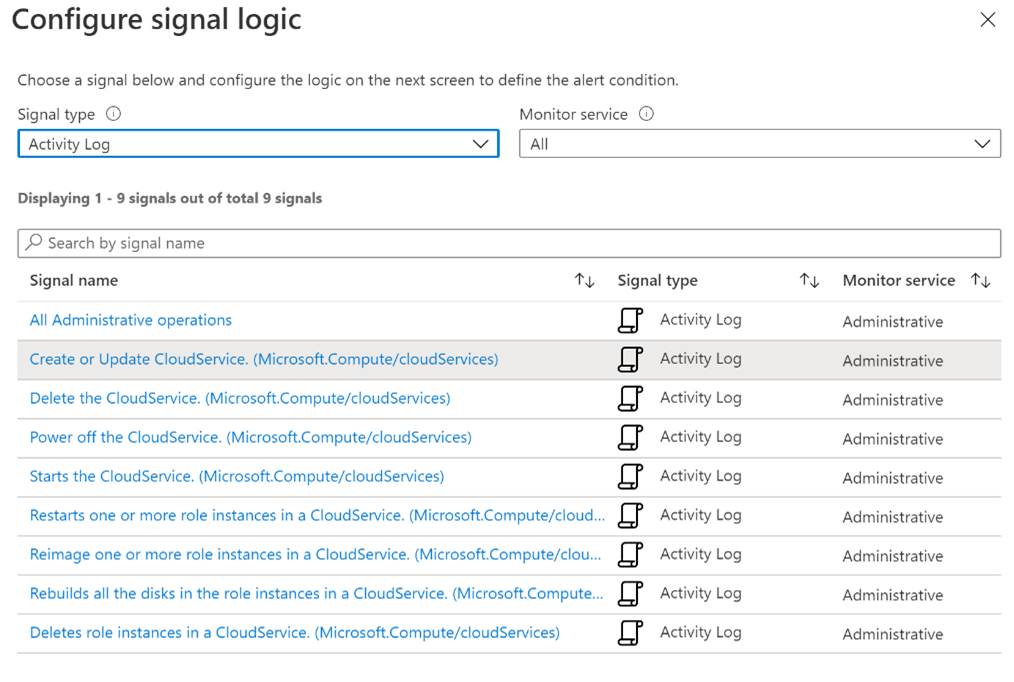 Configure signal logic
Choose a signal below and configure the logic on the next screen to define the alert condition.
Signal type Monitor service
Activity Log All
Displaying 1 - 9 signals out of total 9 signals
Search by signal name
Signal name Signal type Monitor service
All Administrative operations Activity Log Administrative
Create or Update CloudService. (Microsoft.Compute/cloudServices) Activity Log Administrative
Delete the CloudService. (Microsoft.Compute/cloudServices) Activity Log Administrative
Power off the CloudService. (Microsoft.Compute/cloudServices) Activity Log Administrative
Starts the CloudService. (Microsoft.Compute/cloudServices) Activity Log Administrative
Restarts one or more role instances in a CloudService. (Microsoft.Compute/cloud... Activity Log Administrative
Reimage one or more role instances in a CloudService. (Microsoft.Compute/clou... Activity Log Administrative
Rebuilds all the disks in the role instances in a CloudService. (Microsoft.Compute... Activity Log Administrative
Deletes role instances in a CloudService. (Microsoft.Compute/cloudServices) Activity Log Administrative